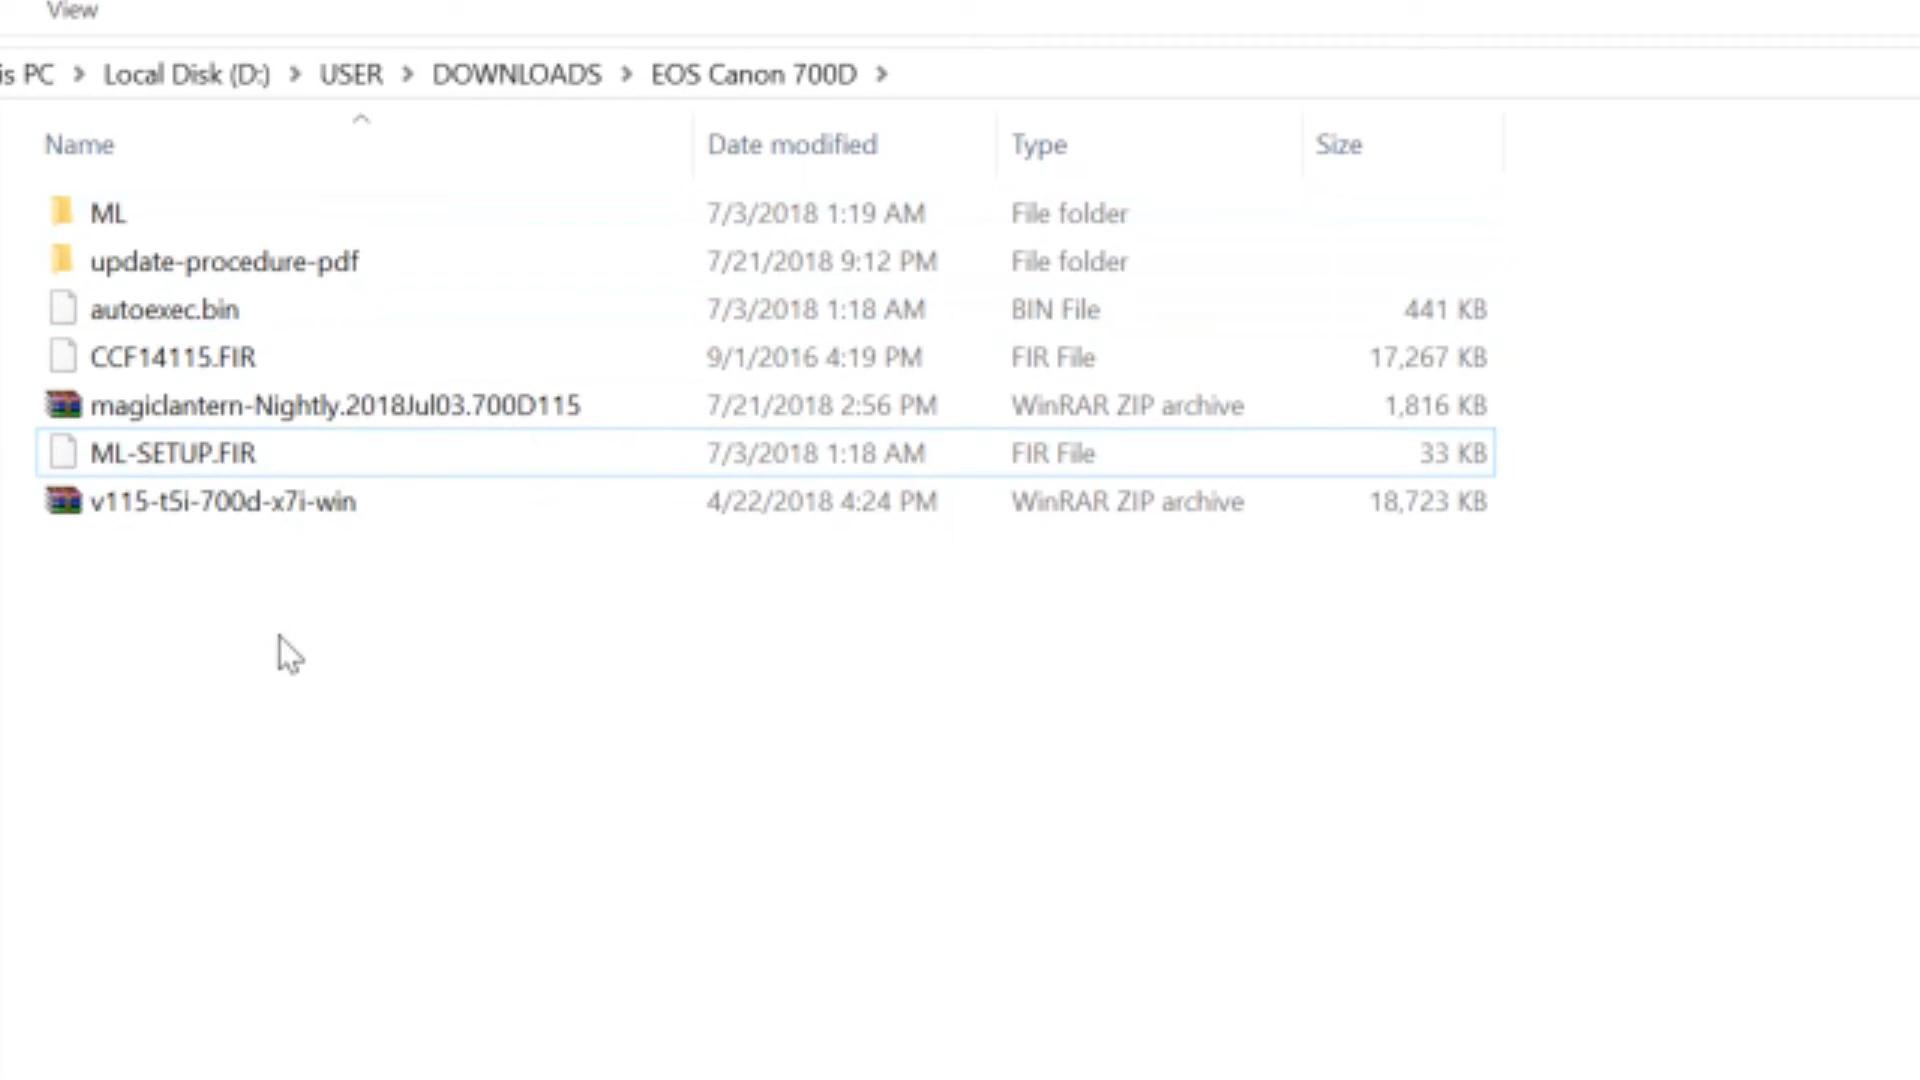 View
is PC > Local Disk (D:) > USER > DOWNLOADS > EOS Canon 700D >
Name Date modified Type Size
ML 7/3/2018 1:19 AM File folder
update-procedure-pdf 7/21/2018 9:12 PM File folder
autoexec.bin 7/3/2018 1:18 AM BIN File 441 KB
CCF14115.FIR 9/1/2016 4:19 PM FIR File 17,267 KB
magiclantern-Nightly.2018Jul03.700D115 7/21/2018 2:56 PM WinRAR ZIP archive 1,816 KB
ML-SETUP.FIR 7/3/2018 1:18 AM FIR File 33 KB
v115-t5i-700d-x7i-win 4/22/2018 4:24 PM WinRAR ZIP archive 18,723 KB